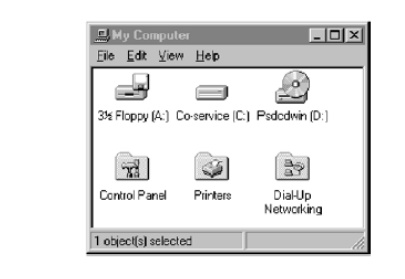 My Computer
File Edit View Help
3½ Floppy (A:) Co-service (C:) Psdcdwin (D:)
Control Panel Printers Dial-Up
Networking
1 object(s) selected